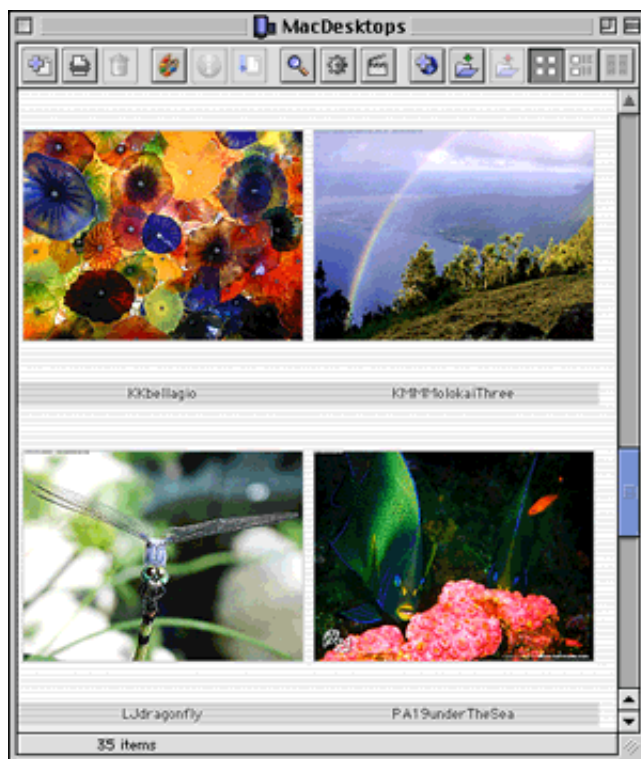 MacDesktops
KKbellagio
KMMMolokaiThree
LJdragonfly
PA19underTheSea
35 items